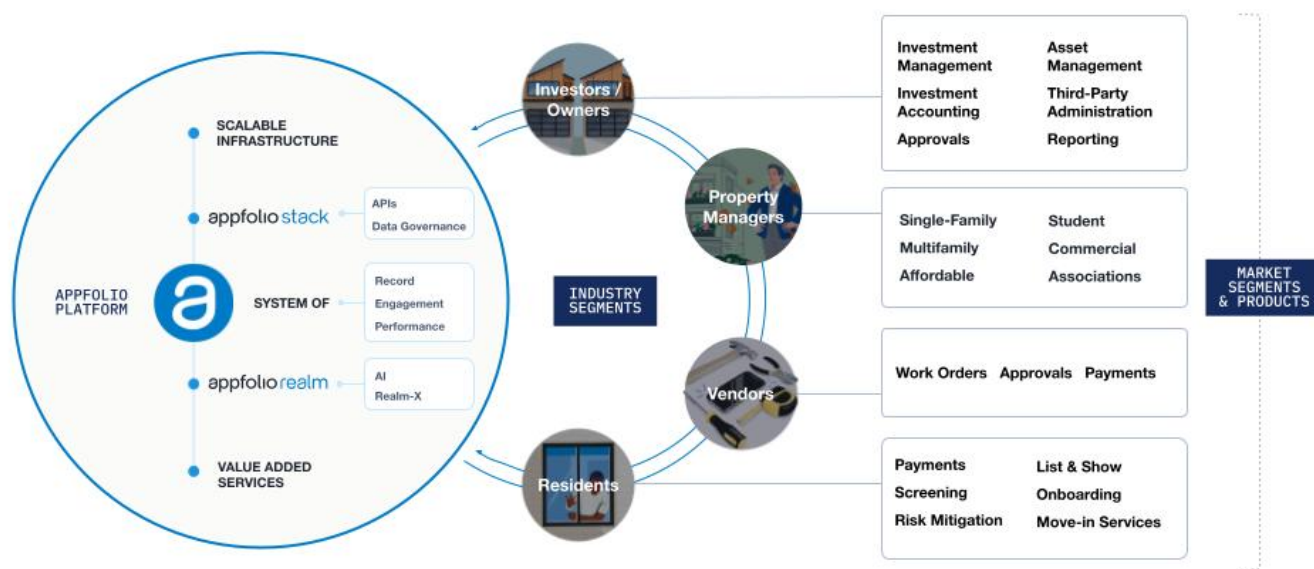 SCALABLE
INFRASTRUCTURE
appfolio stack
APIs
Data Governance
APPFOLIO
PLATFORM
a
SYSTEM OF
Record
Engagement
Performance
appfolio realm
AI
Realm-X
VALUE ADDED
SERVICES
INDUSTRY
SEGMENTS
Investors /
Owners
Property
Managers
Vendors
Residents
Investment
Management
Asset
Management
Investment
Accounting
Third-Party
Administration
Approvals
Reporting
Single-Family
Student
Multifamily
Commercial
Affordable
Associations
Work Orders Approvals Payments
Payments
List & Show
Screening
Onboarding
Risk Mitigation
Move-in Services
MARKET
SEGMENTS
& PRODUCTS